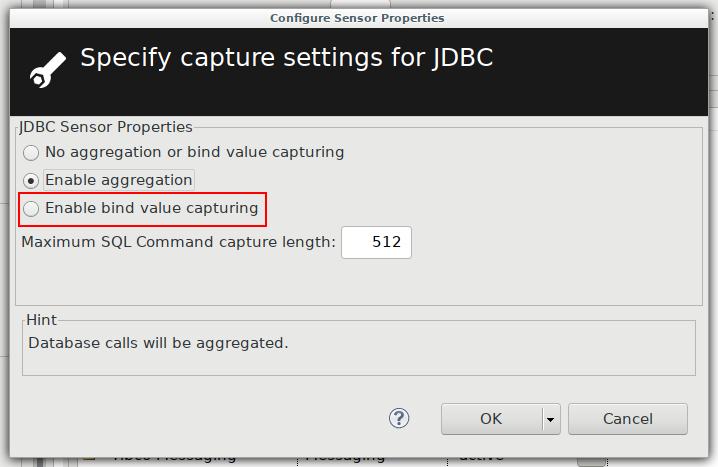 Configure Sensor Properties
Specify capture settings for JDBC
JDBC Sensor Properties
No aggregation or bind value capturing
Enable aggregation
Enable bind value capturing
Maximum SQL Command capture length: 512
Hint
Database calls will be aggregated.
? OK Cancel